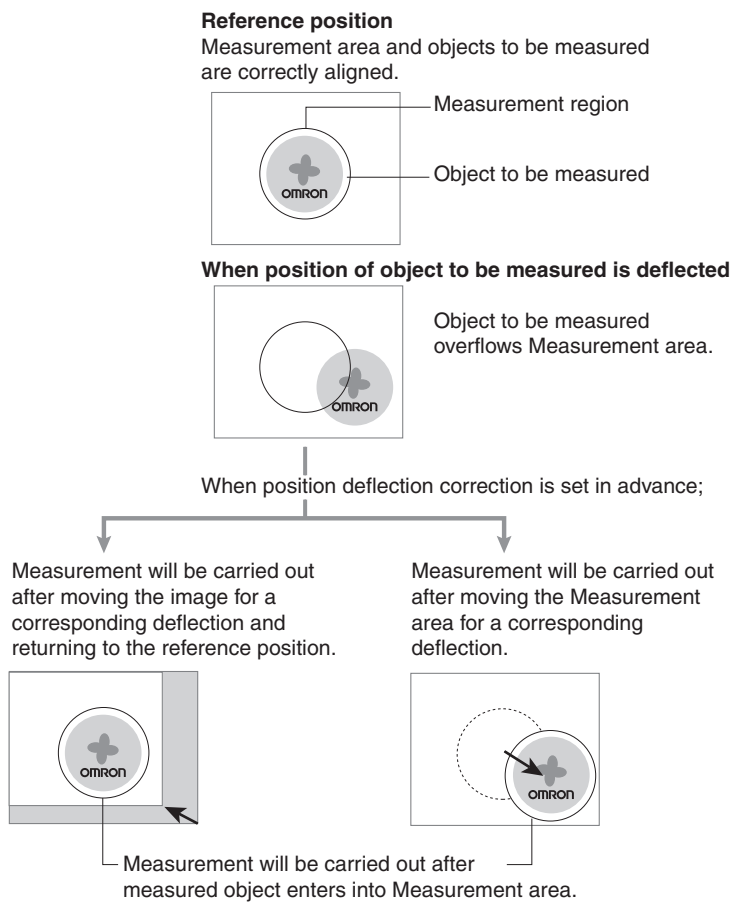 Reference position
Measurement area and objects to be measured
are correctly aligned.
Measurement region
Object to be measured
OMRON
When position of object to be measured is deflected
Object to be measured
overflows Measurement area.
OMRON
When position deflection correction is set in advance;
Measurement will be carried out
after moving the image for a
corresponding deflection and
returning to the reference position.
Measurement will be carried out
after moving the Measurement
area for a corresponding
deflection.
OMRON
OMRON
Measurement will be carried out after
measured object enters into Measurement area.